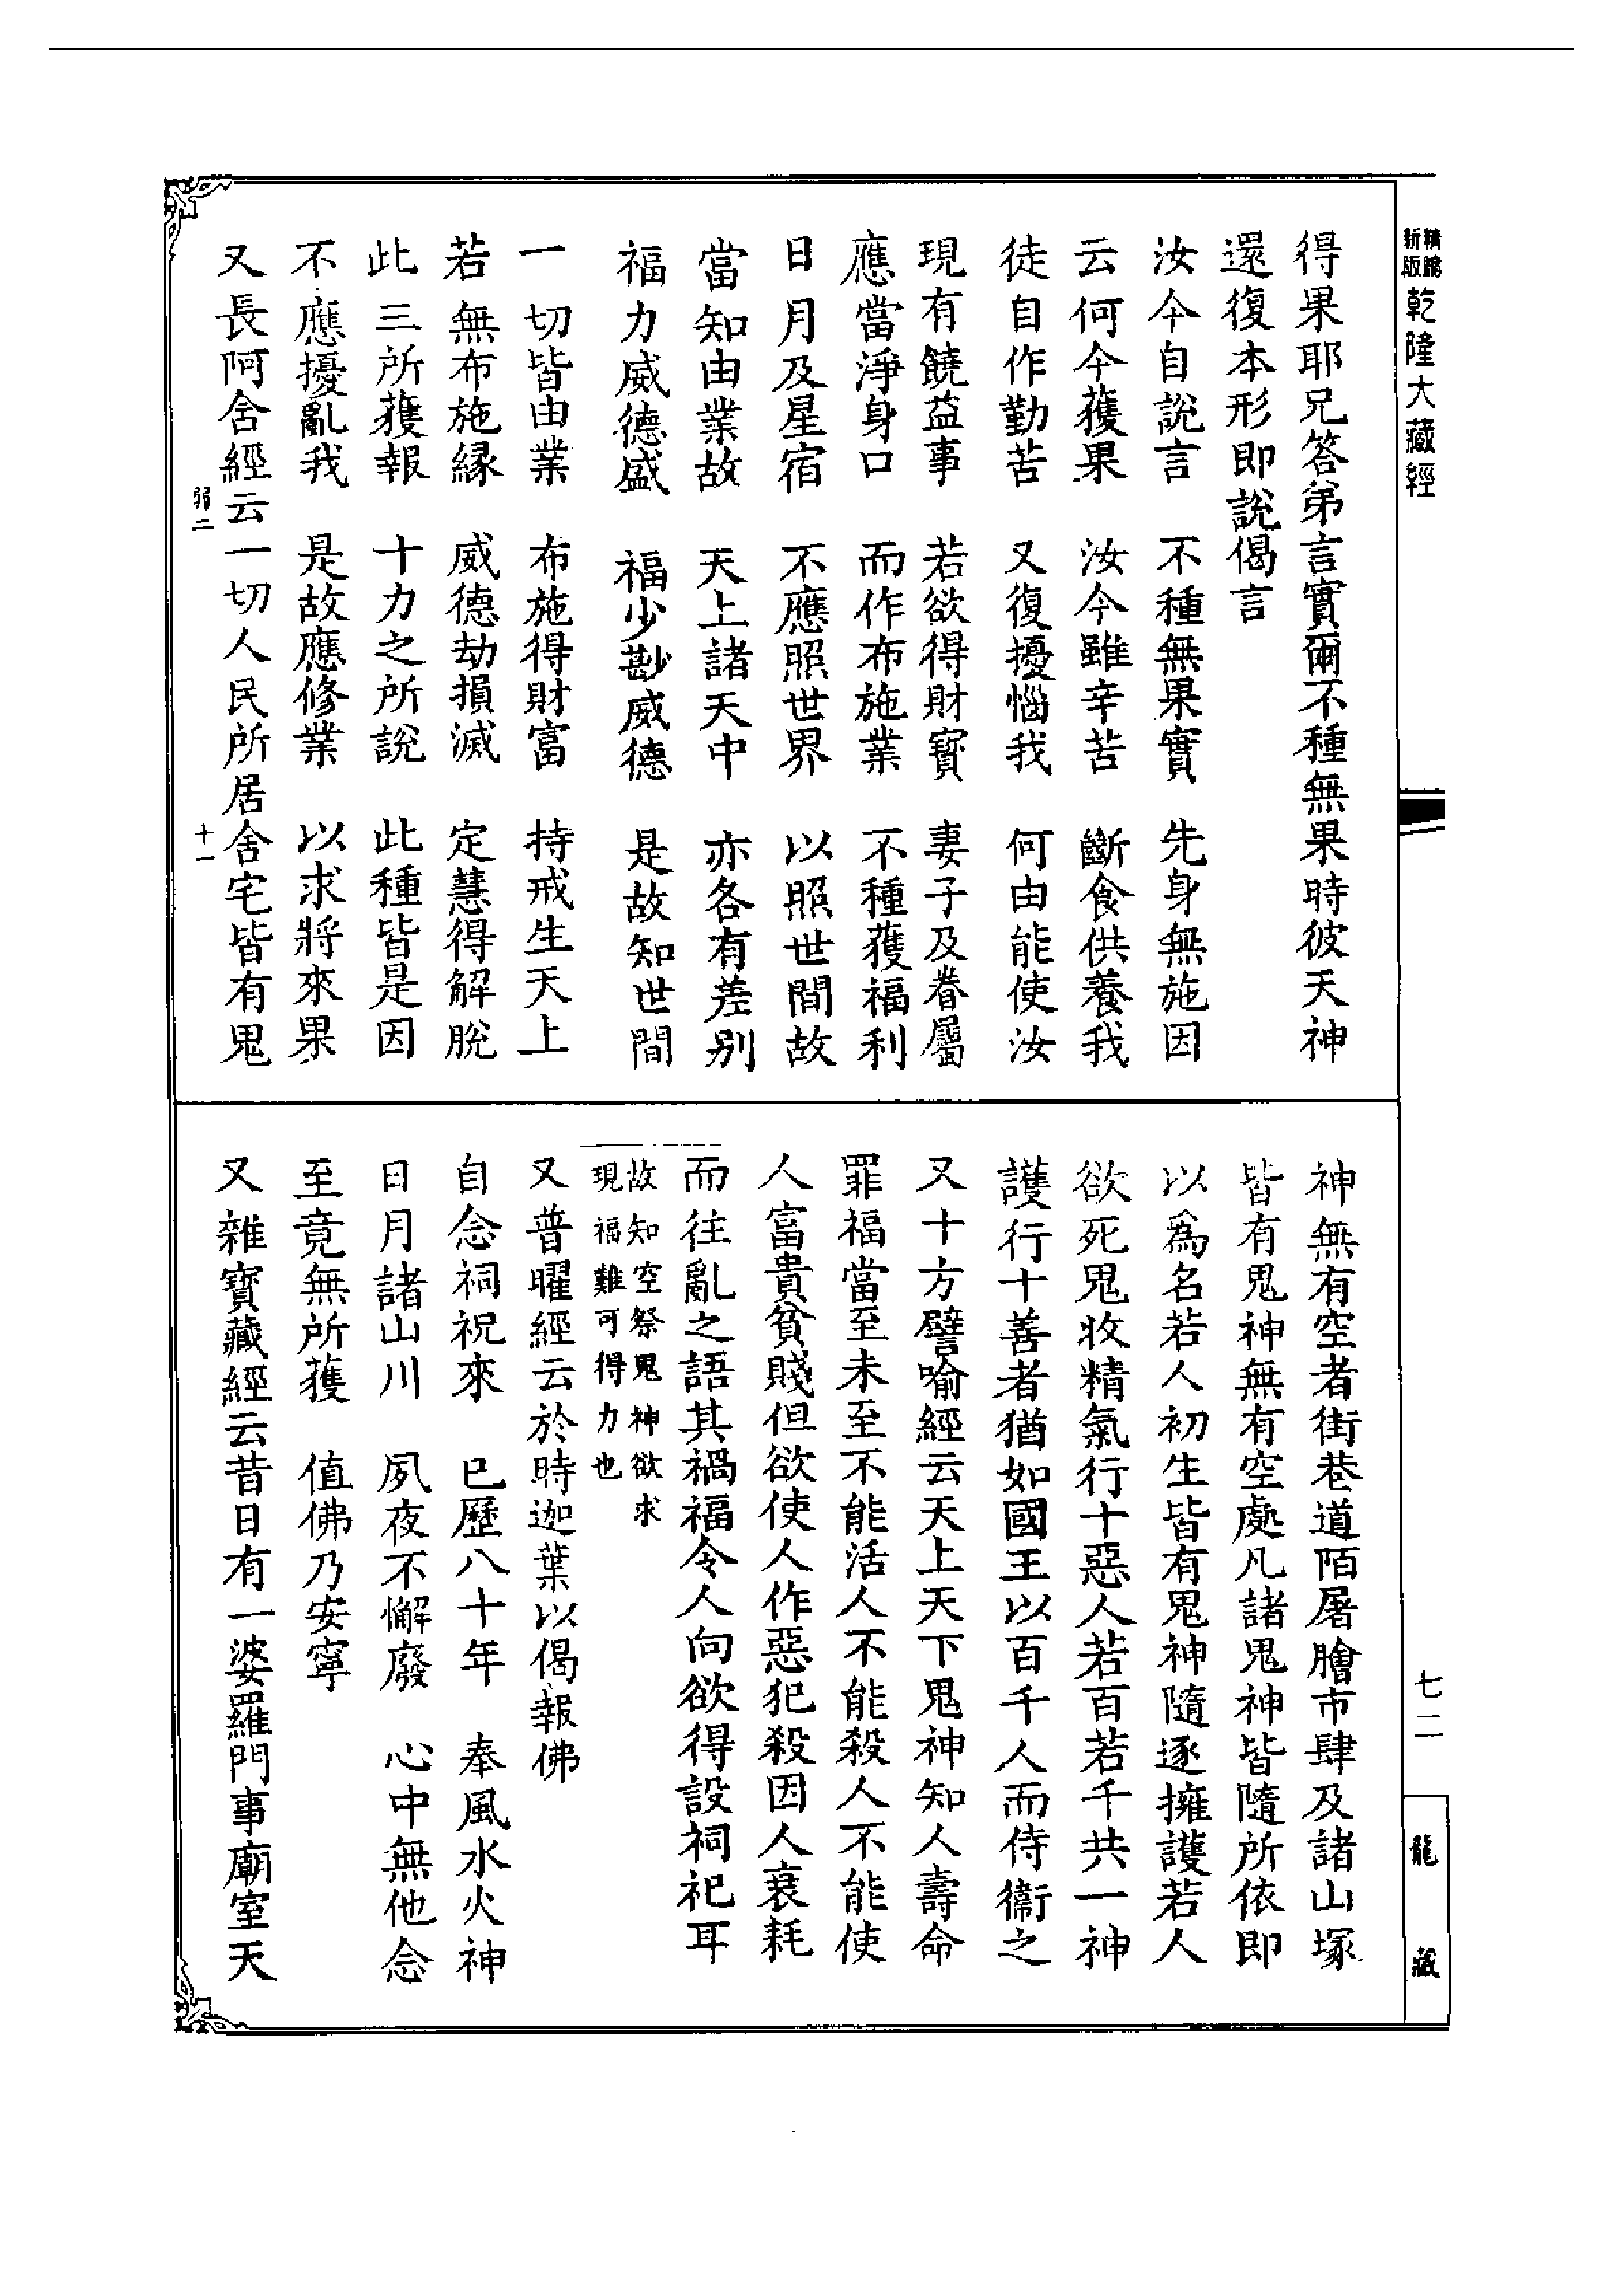 新版精縮乾隆大藏經
得果耶兄答弟言實爾不種無果時彼天神
還復本形即說偈言
汝今自說言　不種無果實　先身無施因
云何今獲果　汝今雖辛苦　斷食供養我
徒自作勤苦　又復擾惱我　何由能使汝
現有饒益事　若欲得財寶　妻子及眷屬
應當淨身口　而作布施業　不種獲福利
日月及星宿　不應照世界　以照世間故
當知由業故　天上諸天中　亦各有差别
福力威德盛　福少尠威德　是故知世間
一切皆由業　布施得財富　持戒生天上
若無布施緣　威德劫損滅　定慧得解脫
此三所獲報　十力之所說　此種皆是因
不應擾亂我　是故應修業　以求將來果
又長阿含經云一切人民所居舍宅皆有鬼
弱二　十一
神無有空者街巷道陌屠膾市肆及諸山塚
皆有鬼神無有空處凡諸鬼神皆隨所依即
以為名若人初生皆有鬼神隨逐擁護若人
欲死鬼收精氣行十惡人若百若千共一神
護行十善者猶如國王以百千人而侍衞之
又十方譬喻經云天上天下鬼神知人壽命
罪福當至未至不能活人不能殺人不能使
人富貴貧賤但欲使人作惡犯殺因人衰耗
而往亂之語其禍福令人向欲得設祠祀耳
故知空祭鬼神欲求
現福難可得力也
又普曜經云於時迦葉以偈報佛
自念祠祀來　已歷八十年　奉風水火神
日月諸山川　夙夜不懈廢　心中無他念
至竟無所獲　值佛乃安寧
又雜寶藏經云昔日有一婆羅門事廟室天
七二
龍藏